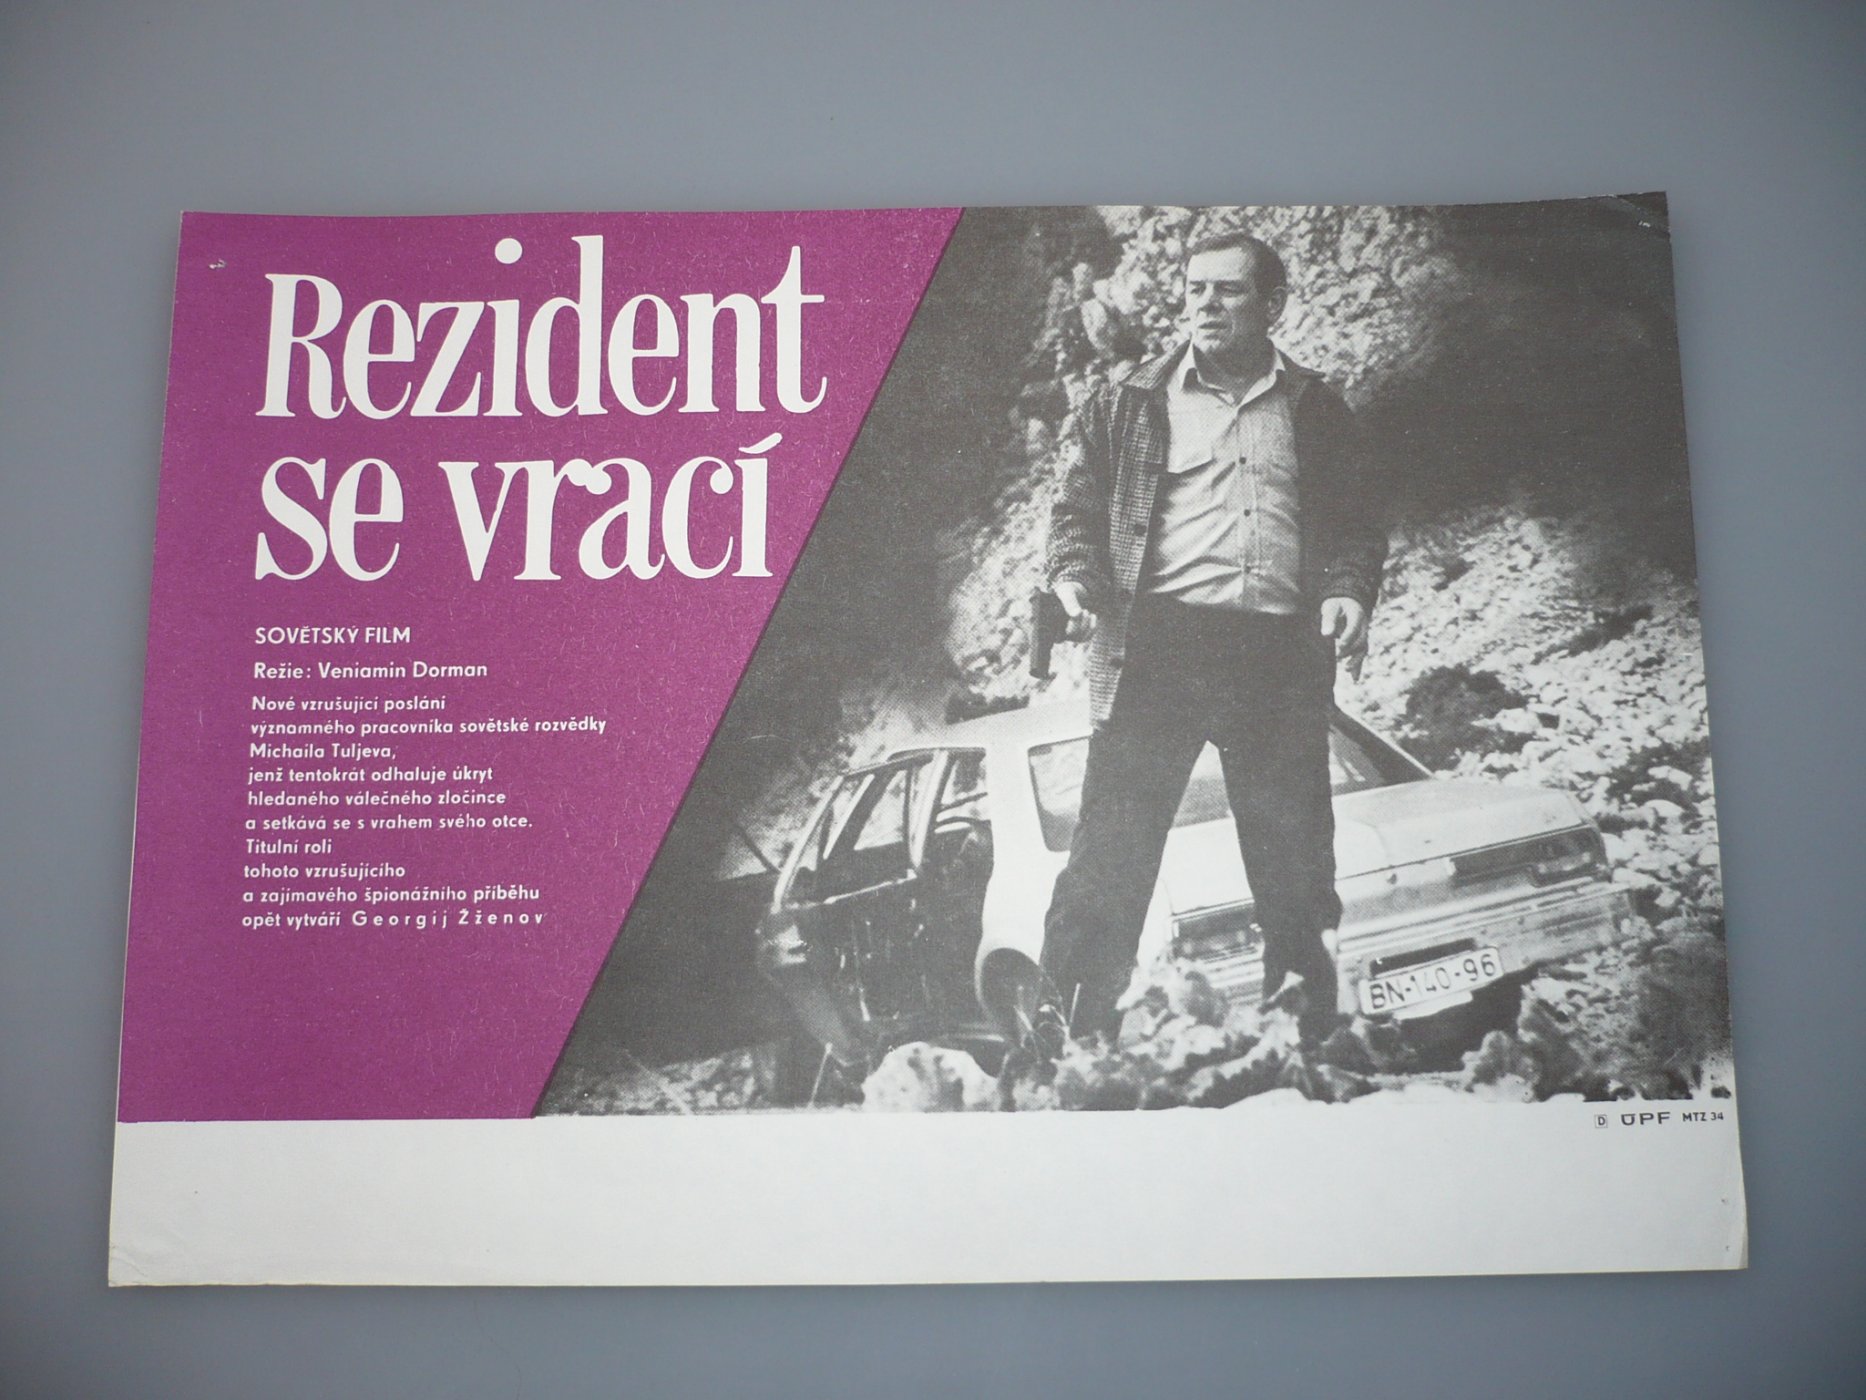 Rezident
se vrací
SOVĚTSKÝ FILM
Režie: Veniamin Dorman
Nové vzrušující poslání
významného pracovníka sovětské rozvědky
Michaila Tuljeva,
jenž tentokrát odhaluje úkryt
hledaného válečného zločince
a setkává se s vrahem svého otce.
Titulní roli
tohoto vzrušujícího
a zajímavého špionážního příběhu
opět vytváří Georgij Žženov
BN-140-96
D ÚPF MTZ 34